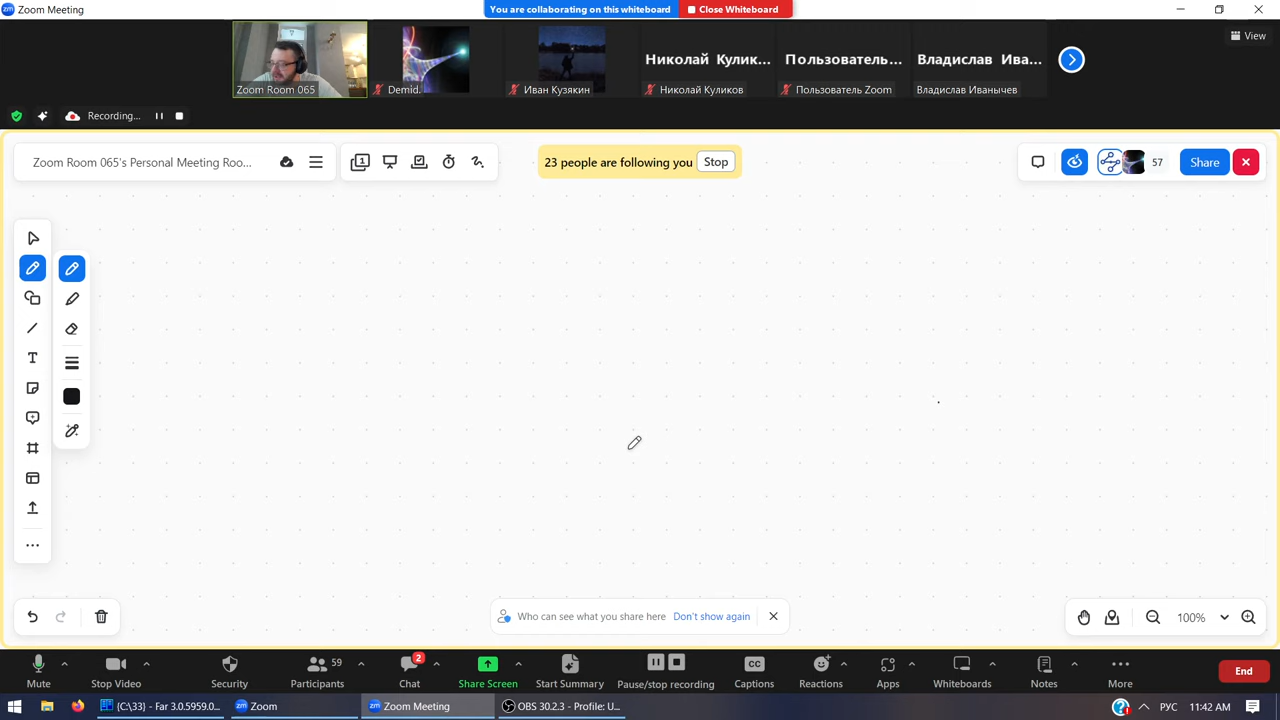 Zoom Meeting
You are collaborating on this whiteboard
Close Whiteboard
View
Николай Кулик...
Пользователь...
Владислав Ива...
Zoom Room 065
Demid.
Иван Кузякин
Николай Куликов
Пользователь Zoom
Владислав Иванычев
Recording...
Zoom Room 065's Personal Meeting Roo...
1
23 people are following you
Stop
57
Share
T
Who can see what you share here
Don't show again
100%
59
2
CC
Mute
Stop Video
Security
Participants
Chat
Share Screen
Start Summary
Pause/stop recording
Captions
Reactions
Apps
Whiteboards
Notes
More
End
(C:\33) - Far 3.0.5959.0...
Zoom
Zoom Meeting
OBS 30.2.3 - Profile: U...
РУС
11:42 AM